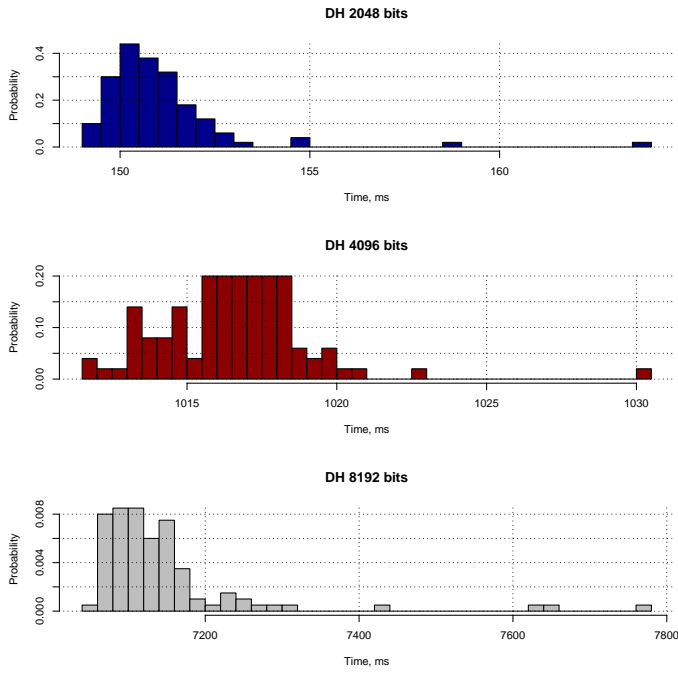 DH 2048 bits
Probability
0.0 0.2 0.4
150 155 160
Time, ms
DH 4096 bits
Probability
0.00 0.10 0.20
1015 1020 1025 1030
Time, ms
DH 8192 bits
Probability
0.000 0.004 0.008
7200 7400 7600 7800
Time, ms